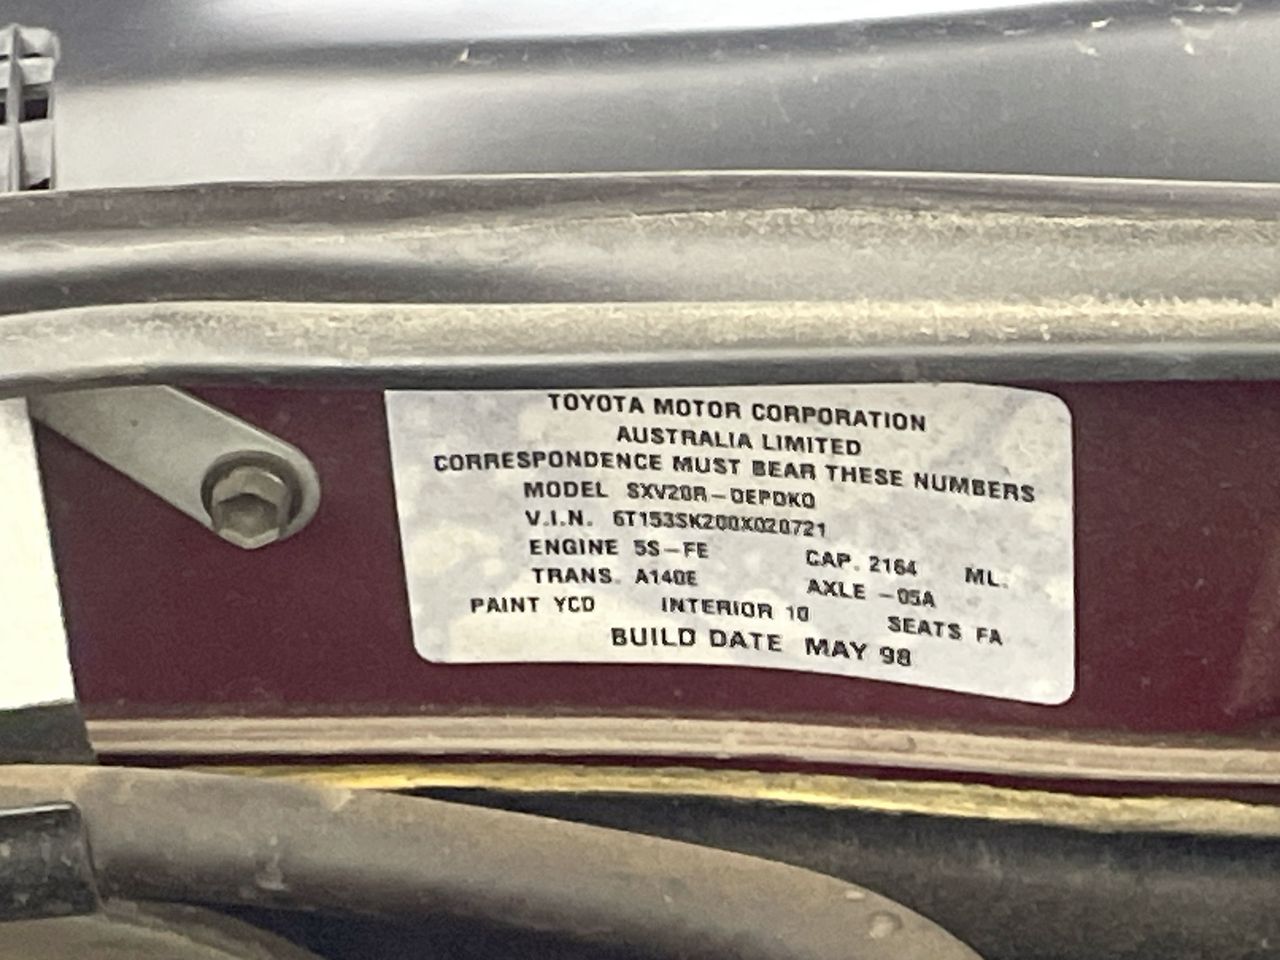 TOYOTA MOTOR CORPORATION
AUSTRALIA LIMITED
CORRESPONDENCE MUST BEAR THESE NUMBERS
MODEL SXV20R-DEPDKQ
V.I.N. 6T153SK200X020721
ENGINE 5S-FE CAP. 2164 ML.
TRANS. A140E AXLE -05A
PAINT YCD INTERIOR 10 SEATS FA
BUILD DATE MAY 98